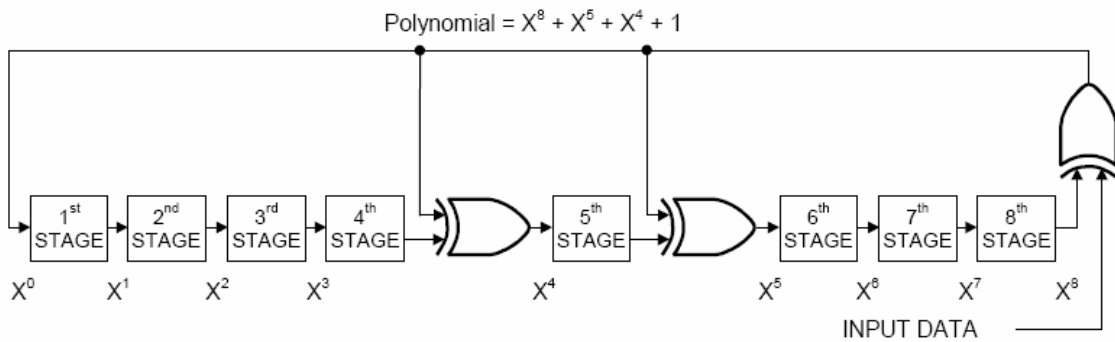 Polynomial = X⁸ + X⁵ + X⁴ + 1
1ˢᵗ
STAGE
2ⁿᵈ
STAGE
3ʳᵈ
STAGE
4ᵗʰ
STAGE
5ᵗʰ
STAGE
6ᵗʰ
STAGE
7ᵗʰ
STAGE
8ᵗʰ
STAGE
X⁰ X¹ X² X³ X⁴ X⁵ X⁶ X⁷ X⁸
INPUT DATA